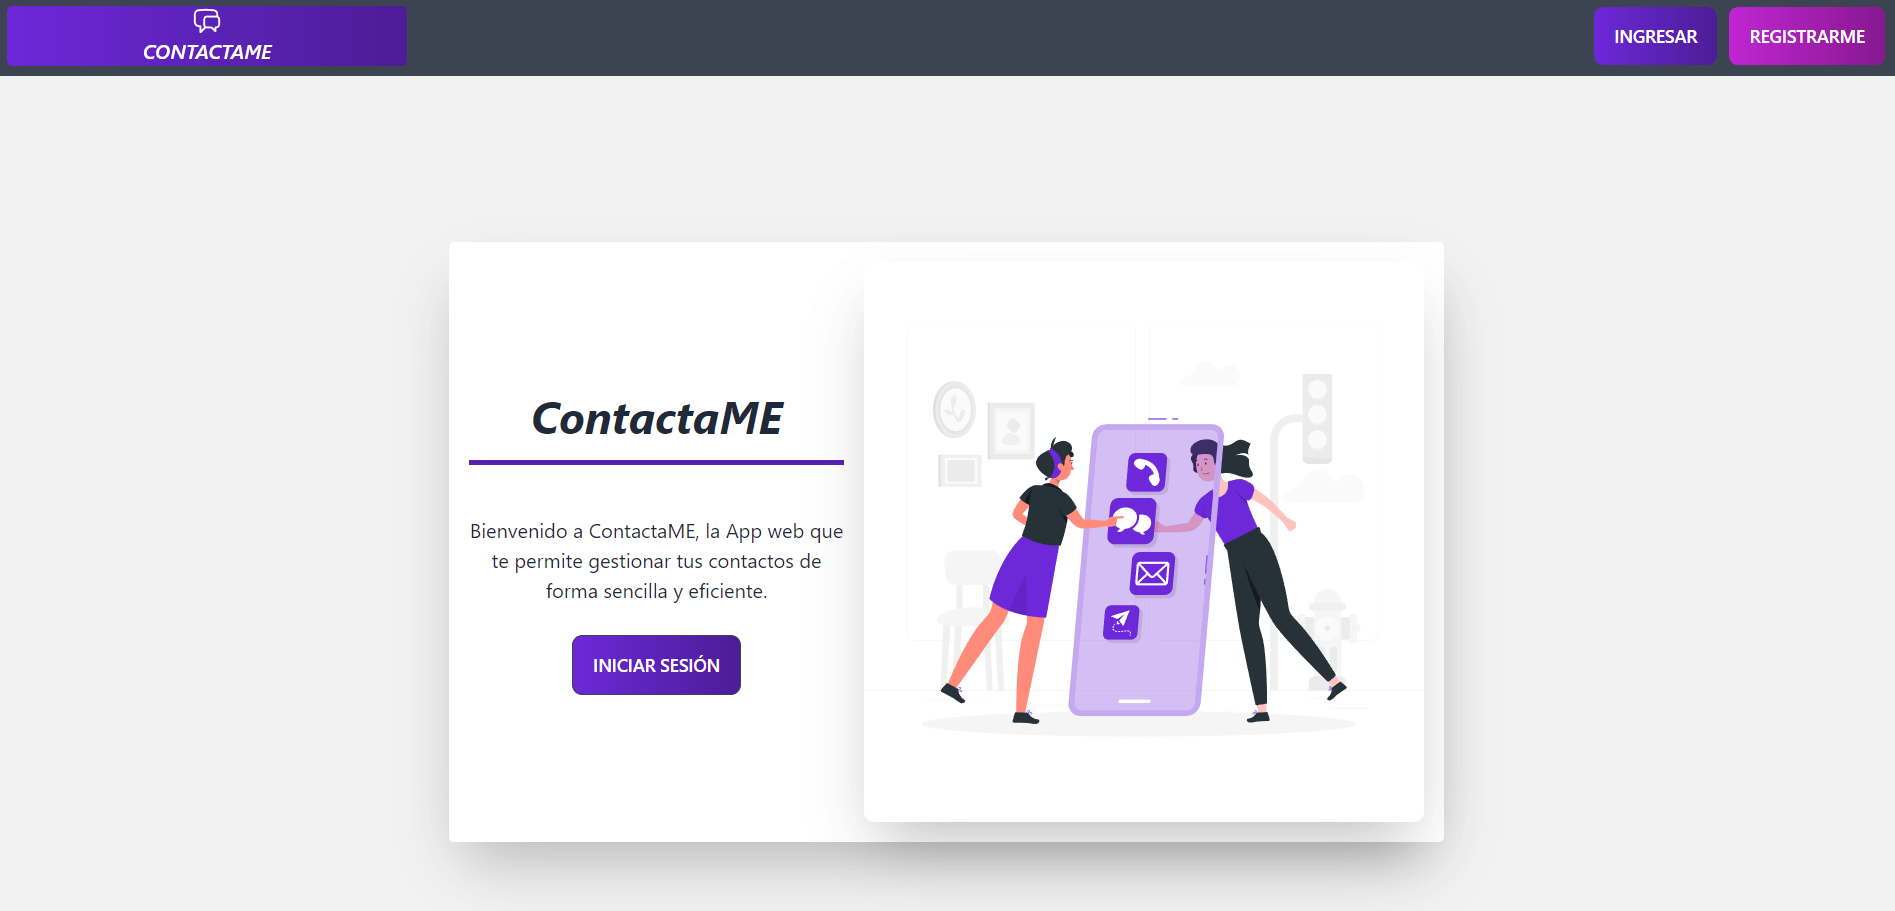 CONTACTAME
INGRESAR
REGISTRARME
ContactaME
Bienvenido a ContactaME, la App web que
te permite gestionar tus contactos de
forma sencilla y eficiente.
INICIAR SESIÓN